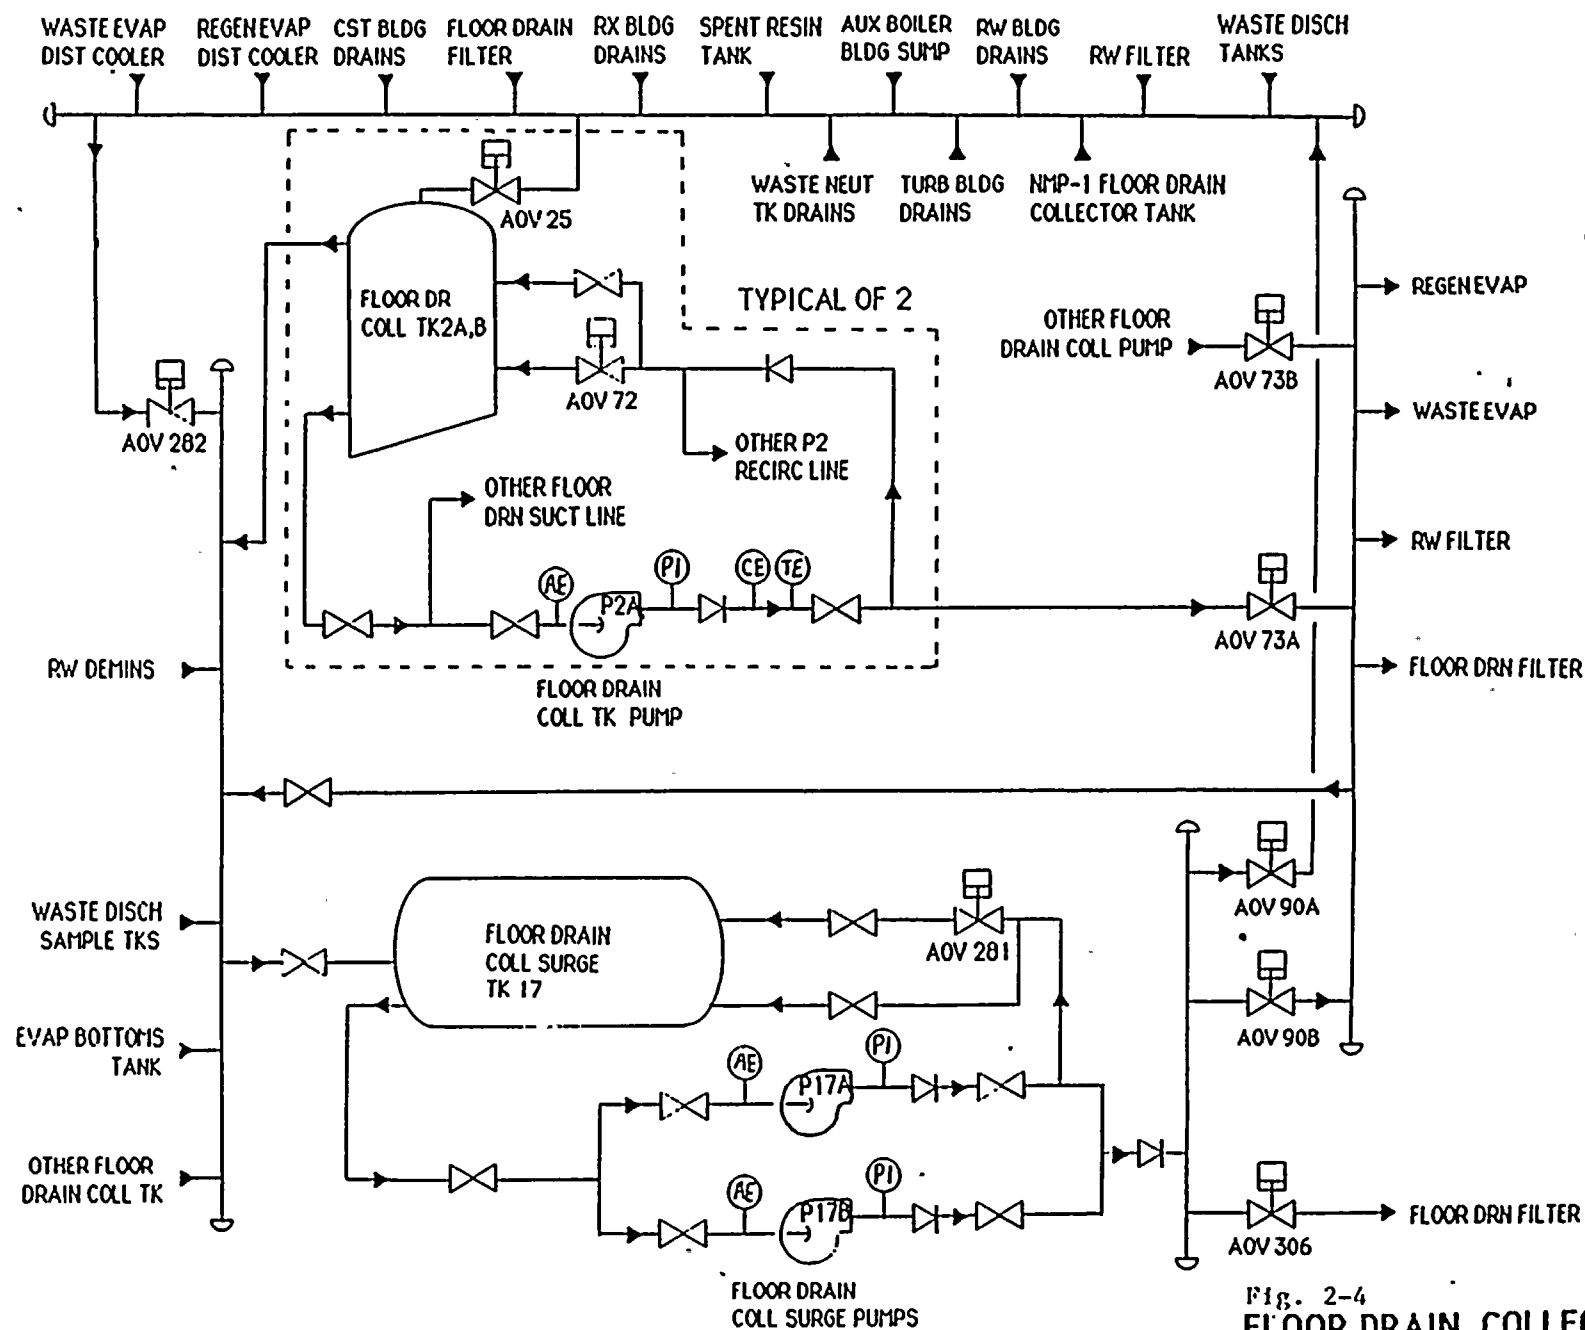 WASTE EVAP
DIST COOLER
REGEN EVAP
DIST COOLER
CST BLDG
DRAINS
FLOOR DRAIN
FILTER
RX BLDG
DRAINS
SPENT RESIN
TANK
AUX BOILER
BLDG SUMP
RW BLDG
DRAINS
RW FILTER
WASTE DISCH
TANKS
WASTE NEUT
TK DRAINS
TURB BLDG
DRAINS
NMP-1 FLOOR DRAIN
COLLECTOR TANK
AOV 25
FLOOR DR
COLL TK2A,B
TYPICAL OF 2
AOV 72
OTHER P2
RECIRC LINE
OTHER FLOOR
DRN SUCT LINE
AOV 282
OTHER FLOOR
DRAIN COLL PUMP
AOV 73B
REGEN EVAP
WASTE EVAP
RW FILTER
AE
P2A
PI
CE
TE
AOV 73A
FLOOR DRN FILTER
RW DEMINS
FLOOR DRAIN
COLL TK PUMP
WASTE DISCH
SAMPLE TKS
FLOOR DRAIN
COLL SURGE
TK 17
AOV 281
AOV 90A
AOV 90B
EVAP BOTTOMS
TANK
AE
P17A
PI
OTHER FLOOR
DRAIN COLL TK
AE
P17B
PI
AOV 306
FLOOR DRN FILTER
FLOOR DRAIN
COLL SURGE PUMPS
Fig. 2-4
FLOOR DRAIN COLLEC